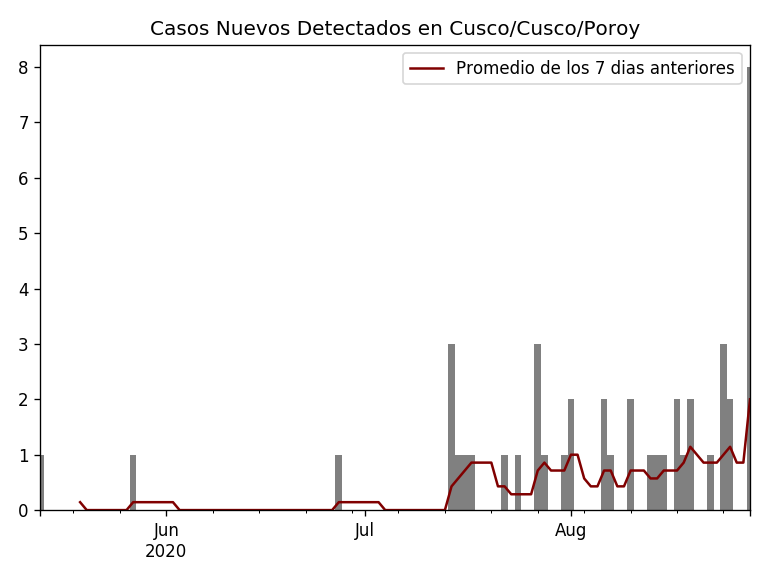 Casos Nuevos Detectados en Cusco/Cusco/Poroy
Promedio de los 7 dias anteriores
8
7
6
5
4
3
2
1
0
Jun
2020
Jul
Aug